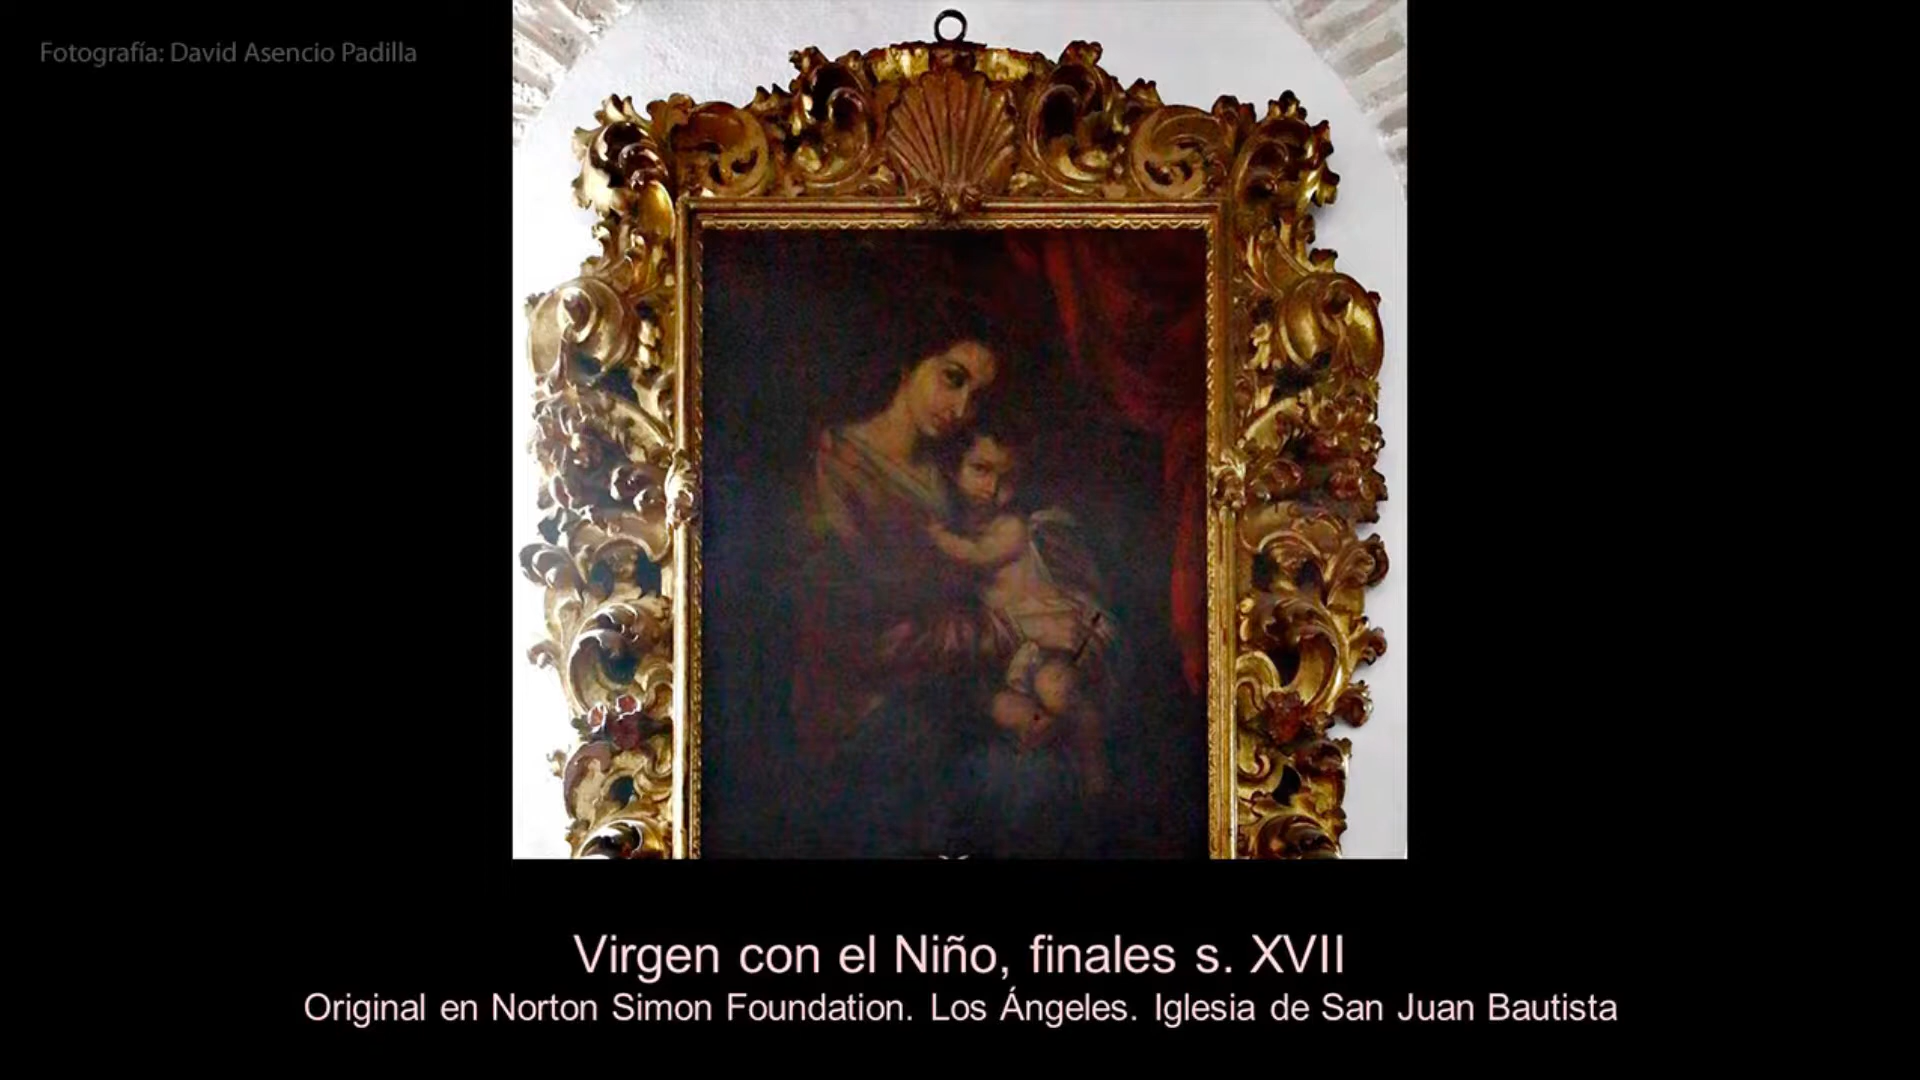 Fotografía: David Asencio Padilla
Virgen con el Niño, finales s. XVII
Original en Norton Simon Foundation. Los Ángeles. Iglesia de San Juan Bautista